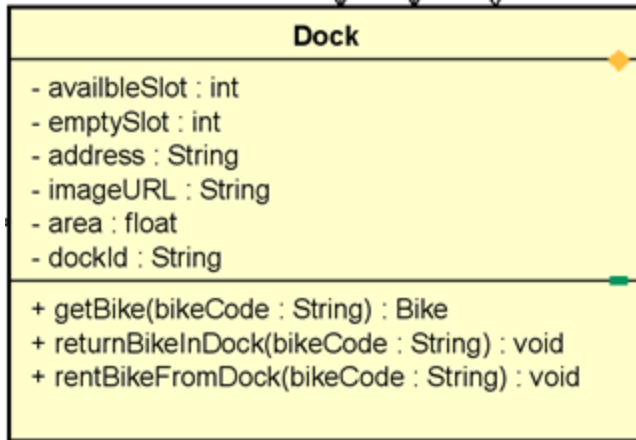 Dock
- availbleSlot : int
- emptySlot : int
- address : String
- imageURL : String
- area : float
- dockId : String
+ getBike(bikeCode : String) : Bike
+ returnBikeInDock(bikeCode : String) : void
+ rentBikeFromDock(bikeCode : String) : void